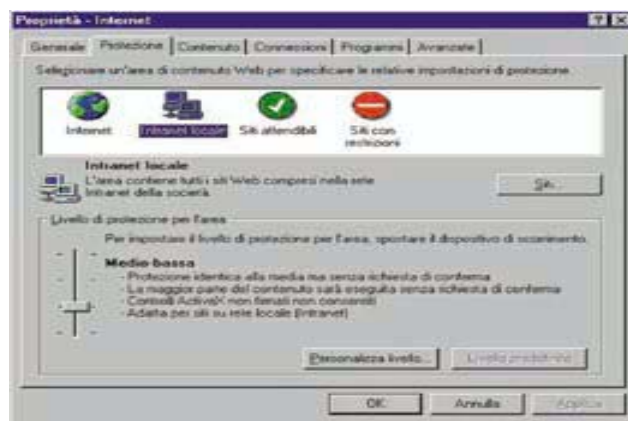 Proprietà - Internet
Generale Protezione Contenuto Connessioni Programmi Avanzate
Selezionare un'area di contenuto Web per specificare le relative impostazioni di protezione.
Internet Intranet locale Siti attendibili Siti con
restrizioni
Intranet locale
L'area contiene tutti i siti Web compresi nella rete
Intranet della società.
Siti...
Livello di protezione per l'area
Per impostare il livello di protezione per l'area, spostare il dispositivo di scorrimento.
Medio-bassa
- Protezione identica alla media ma senza richiesta di conferma
- La maggior parte del contenuto sarà eseguita senza richiesta di conferma
- Controlli ActiveX non firmati non consentiti
- Adatta per siti su rete locale (Intranet)
Personalizza livello... Livello predefinito
OK Annulla Applica